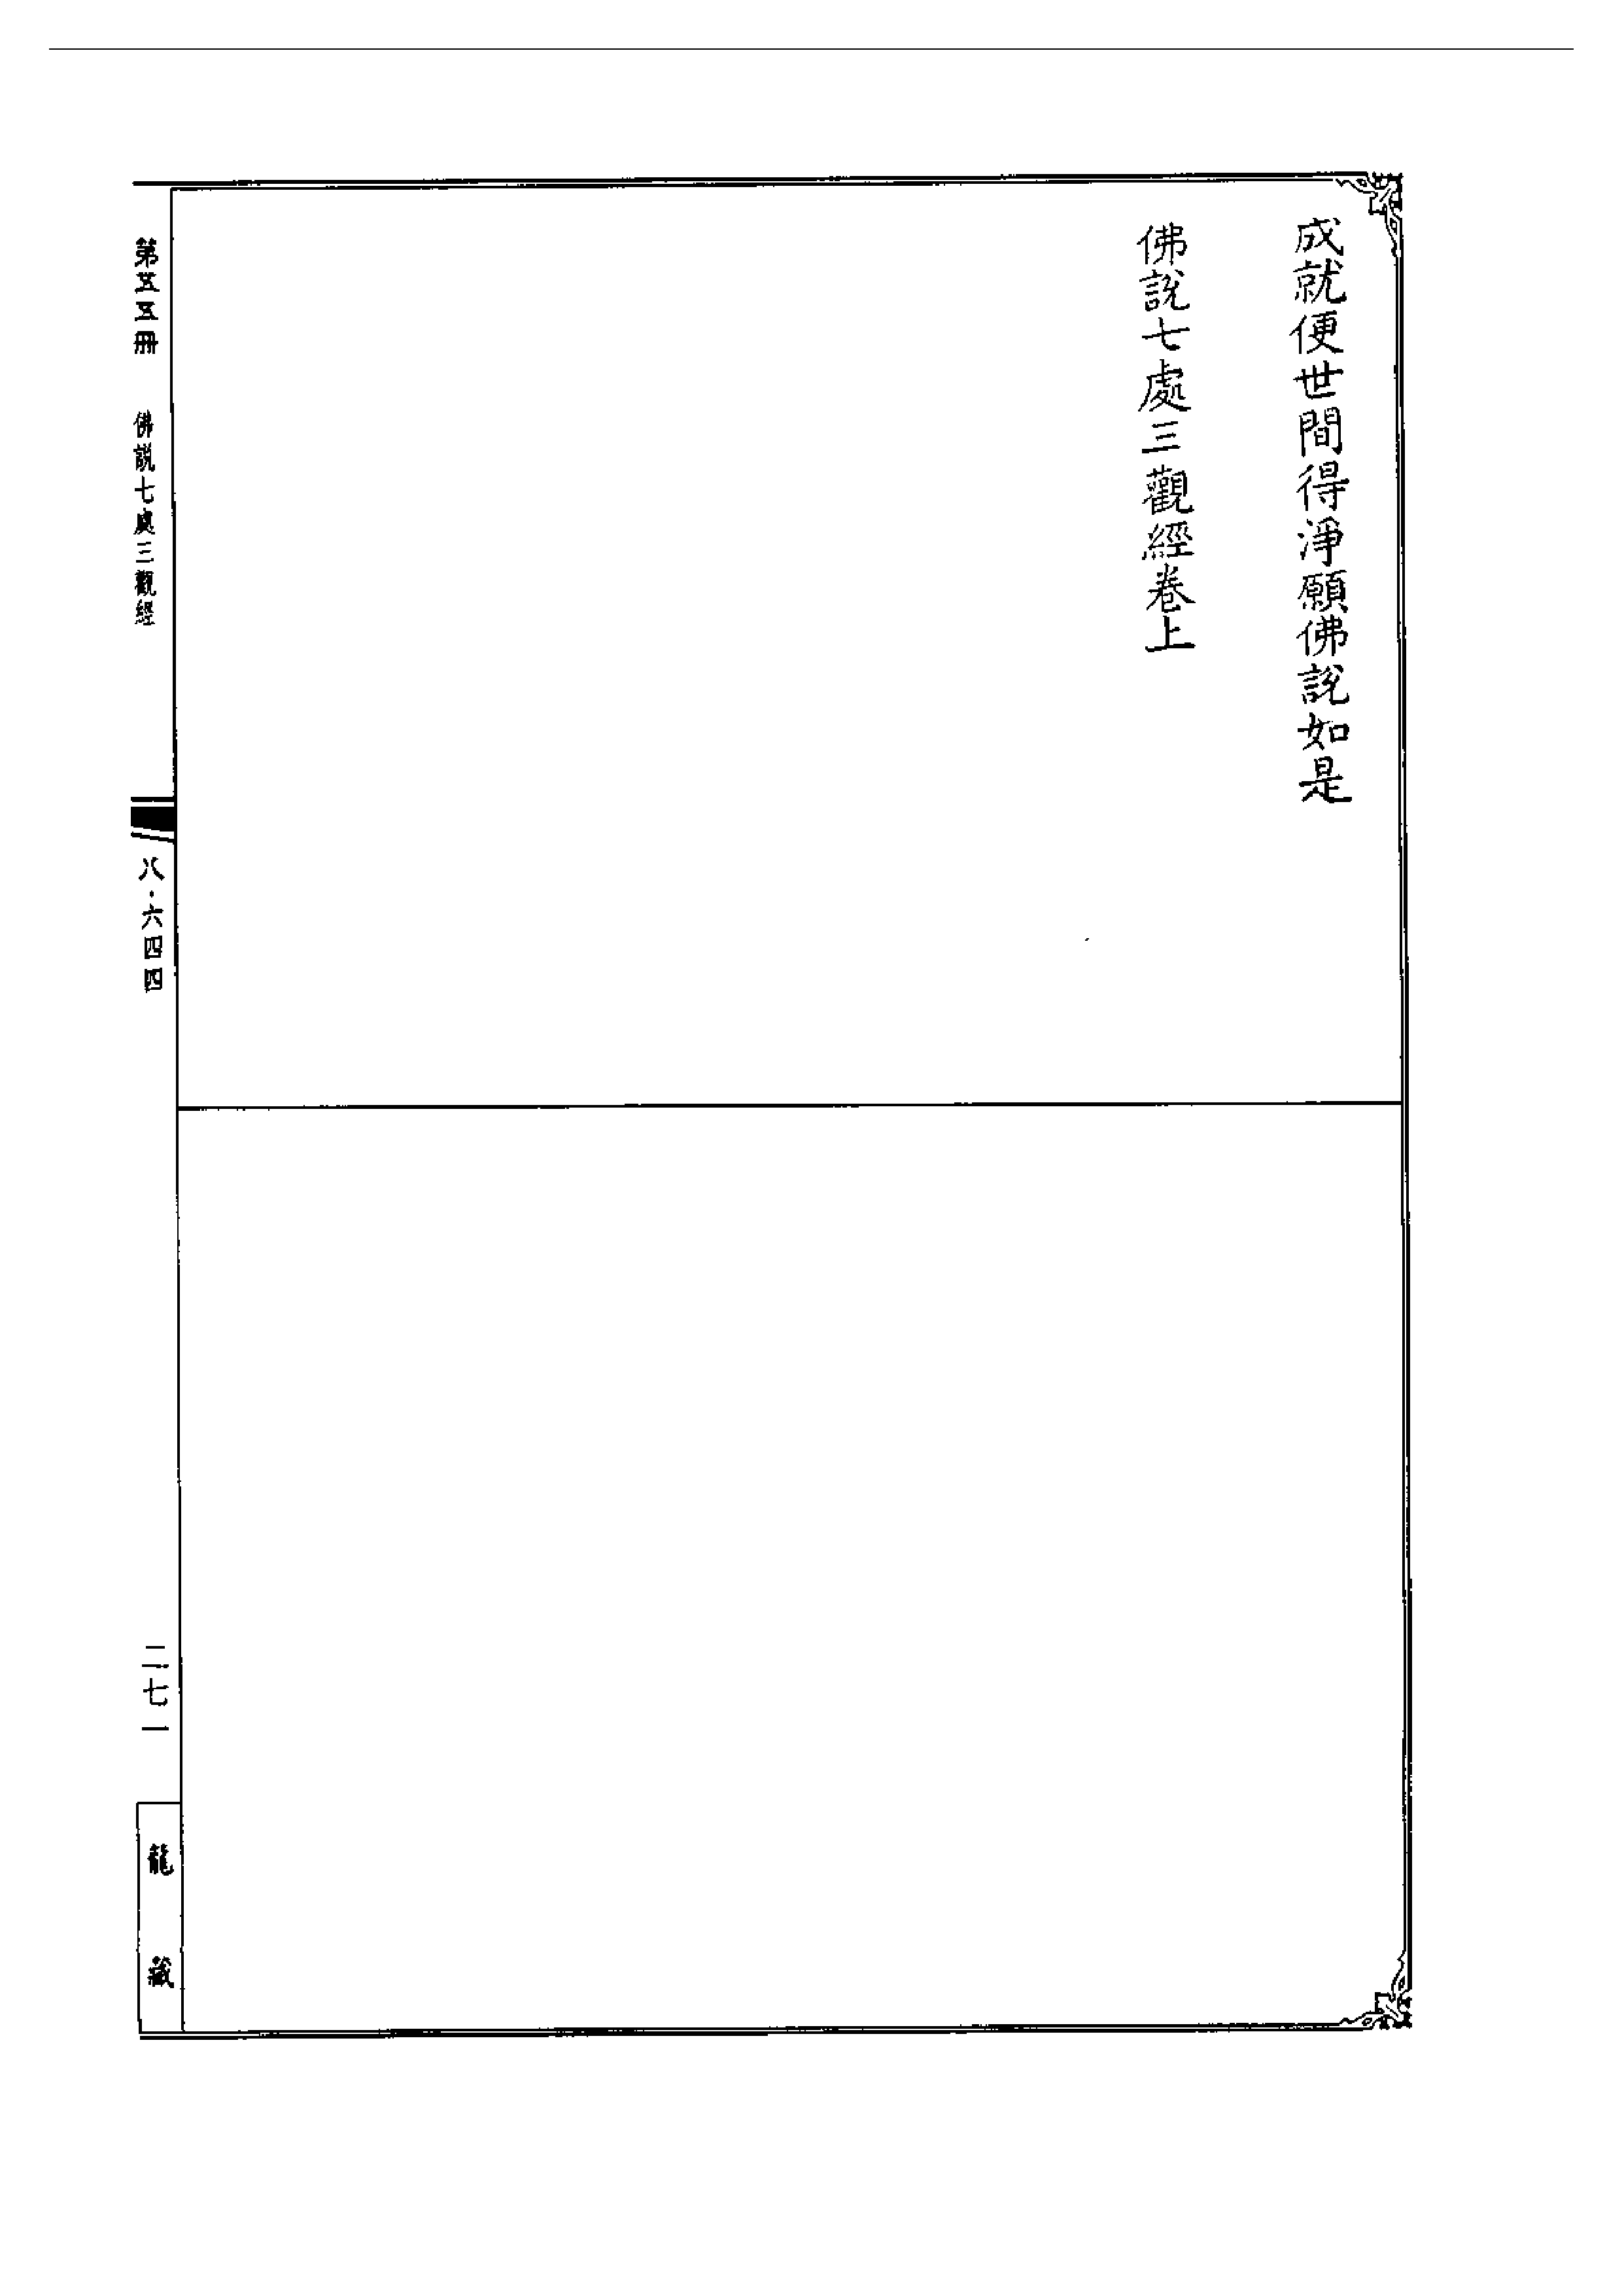 成就便世間得淨願佛說如是
佛說七處三觀經卷上
第五五冊 佛說七處三觀經
八·六四四
二七一
龍藏